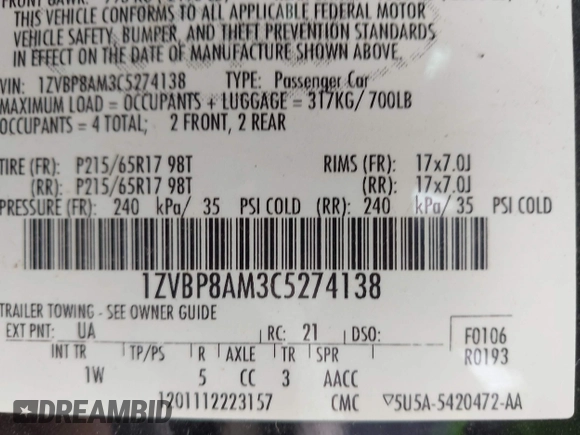 THIS VEHICLE CONFORMS TO ALL APPLICABLE FEDERAL MOTOR
VEHICLE SAFETY, BUMPER, AND THEFT PREVENTION STANDARDS
IN EFFECT ON THE DATE OF MANUFACTURE SHOWN ABOVE.
VIN: 1ZVBP8AM3C5274138 TYPE: Passenger Car
MAXIMUM LOAD = OCCUPANTS + LUGGAGE = 317KG/ 700LB
OCCUPANTS = 4 TOTAL; 2 FRONT, 2 REAR
TIRE (FR): P215/65R17 98T RIMS (FR): 17x7.0J
(RR): P215/65R17 98T (RR): 17x7.0J
PRESSURE (FR): 240 kPa/ 35 PSI COLD (RR): 240 kPa/ 35 PSI COLD
1ZVBP8AM3C5274138
TRAILER TOWING - SEE OWNER GUIDE
EXT PNT: UA RC: 21 DSO: F0106
INT TR TP/PS R AXLE TR SPR R0193
1W 5 CC 3 AACC
1201112223157 CMC ▽5U5A-5420472-AA
DREAMBID